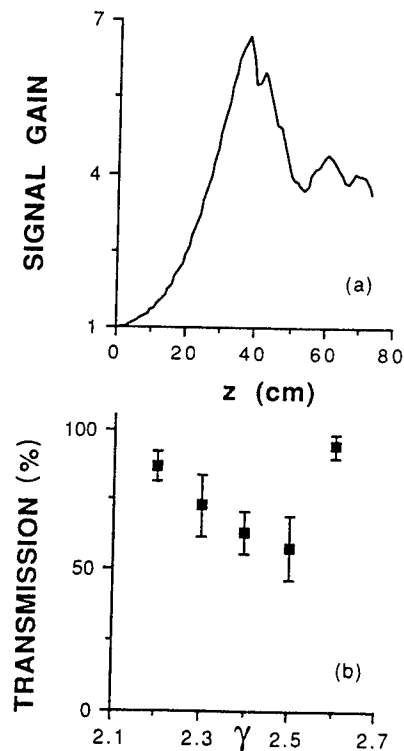 7
SIGNAL GAIN
4
(a)
1
0 20 40 60 80
z (cm)
100
TRANSMISSION (%)
50
(b)
0
2.1 2.3 γ 2.5 2.7